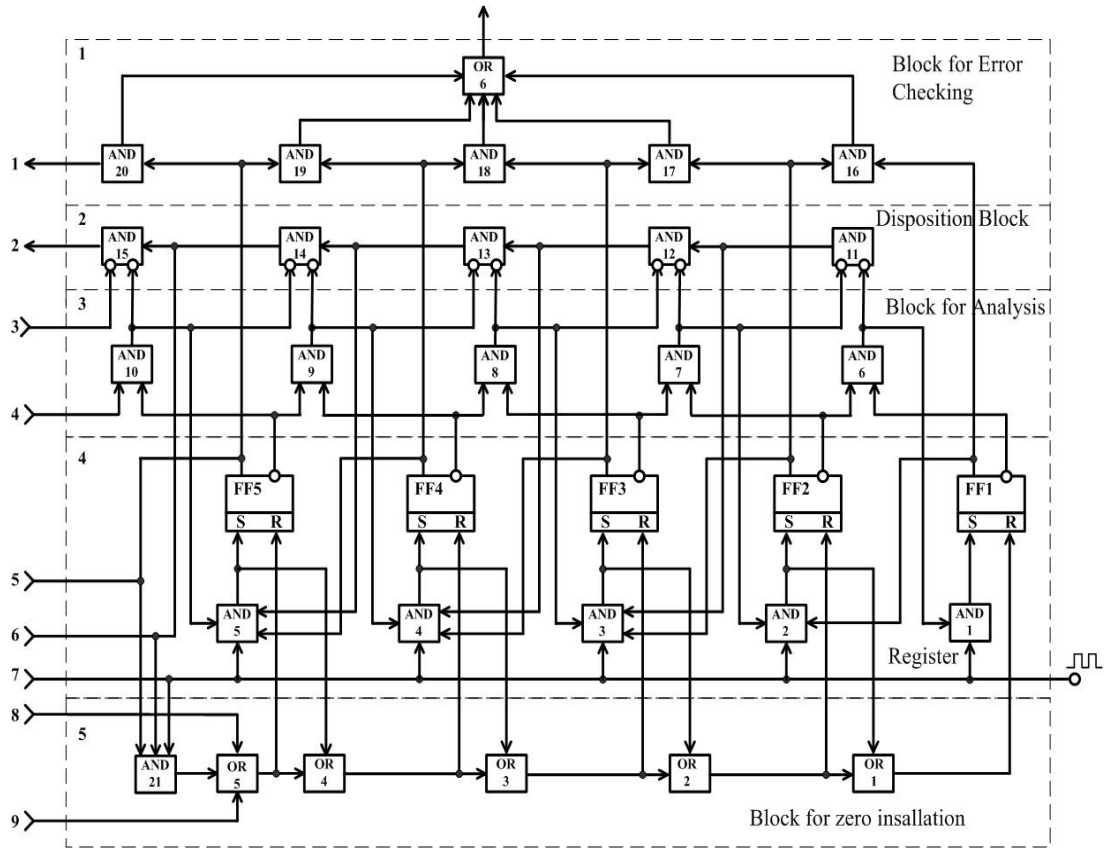 1
OR
6
Block for Error
Checking
1
AND
20
AND
19
AND
18
AND
17
AND
16
2
Disposition Block
2
AND
15
AND
14
AND
13
AND
12
AND
11
3
Block for Analysis
3
AND
10
AND
9
AND
8
AND
7
AND
6
4
4
FF5
FF4
FF3
FF2
FF1
S R
S R
S R
S R
S R
5
AND
5
AND
4
AND
3
AND
2
AND
1
6
Register
7
8
5
AND
21
OR
5
OR
4
OR
3
OR
2
OR
1
9
Block for zero insallation